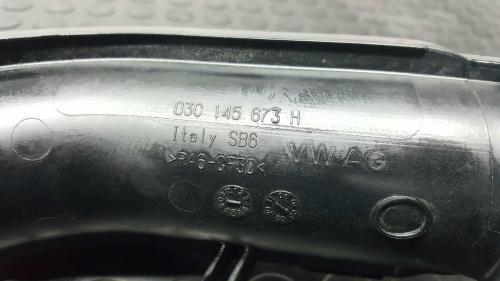 03C 145 673 H
Italy SB6
VW AG
>PA6-GF30<